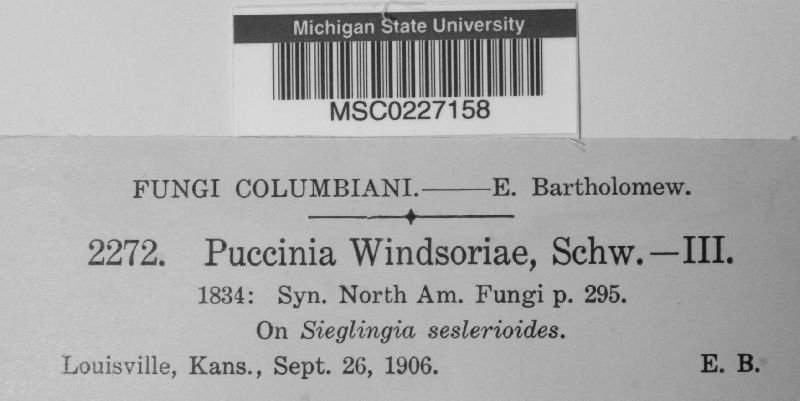 Michigan State University
MSC0227158
FUNGI COLUMBIANI.——E. Bartholomew.
2272. Puccinia Windsoriae, Schw.—III.
1834: Syn. North Am. Fungi p. 295.
On Sieglingia seslerioides.
Louisville, Kans., Sept. 26, 1906. E. B.